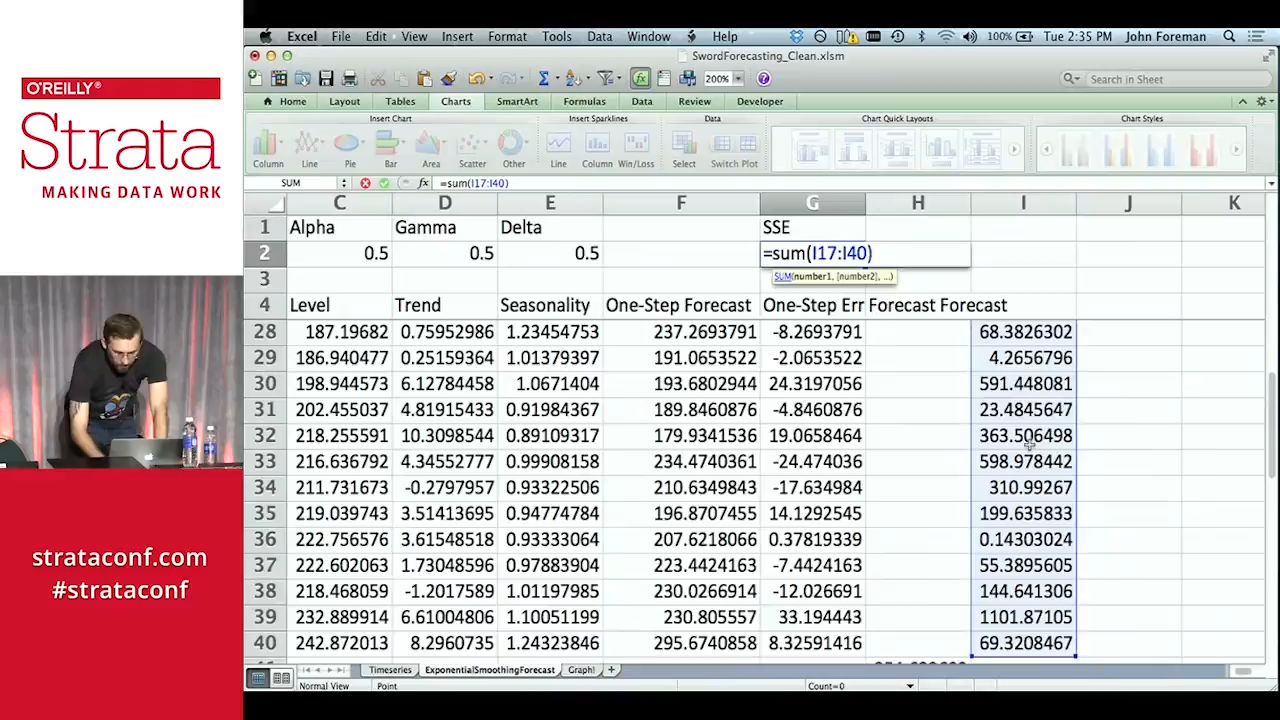 O'REILLY®
Strata
MAKING DATA WORK
strataconf.com
#strataconf
Excel File Edit View Insert Format Tools Data Window Help 100% Tue 2:35 PM John Foreman
SwordForecasting_Clean.xlsm
200% Search in Sheet
Home Layout Tables Charts SmartArt Formulas Data Review Developer
Insert Chart Insert Sparklines Data Chart Quick Layouts Chart Styles
Column Line Pie Bar Area Scatter Other Line Column Win/Loss Select Switch Plot
SUM fx =sum(I17:I40)
C D E F G H I J K
1 Alpha Gamma Delta SSE
2 0.5 0.5 0.5 =sum(I17:I40)
SUM(number1, [number2], ...)
3
4 Level Trend Seasonality One-Step Forecast One-Step Err Forecast Forecast
28 187.19682 0.75952986 1.23454753 237.2693791 -8.2693791 68.3826302
29 186.940477 0.25159364 1.01379397 191.0653522 -2.0653522 4.2656796
30 198.944573 6.12784458 1.0671404 193.6802944 24.3197056 591.448081
31 202.455037 4.81915433 0.91984367 189.8460876 -4.8460876 23.4845647
32 218.255591 10.3098544 0.89109317 179.9341536 19.0658464 363.506498
33 216.636792 4.34552777 0.99908158 234.4740361 -24.474036 598.978442
34 211.731673 -0.2797957 0.93322506 210.6349843 -17.634984 310.99267
35 219.039743 3.51413695 0.94774784 196.8707455 14.1292545 199.635833
36 222.756576 3.61548518 0.93333064 207.6218066 0.37819339 0.14303024
37 222.602063 1.73048596 0.97883904 223.4424163 -7.4424163 55.3895605
38 218.468059 -1.2017589 1.01197985 230.0266914 -12.026691 144.641306
39 232.889914 6.61004806 1.10051199 230.805557 33.194443 1101.87105
40 242.872013 8.2960735 1.24323846 295.6740858 8.32591416 69.3208467
Timeseries ExponentialSmoothingForecast Graph!
Normal View Point Count=0